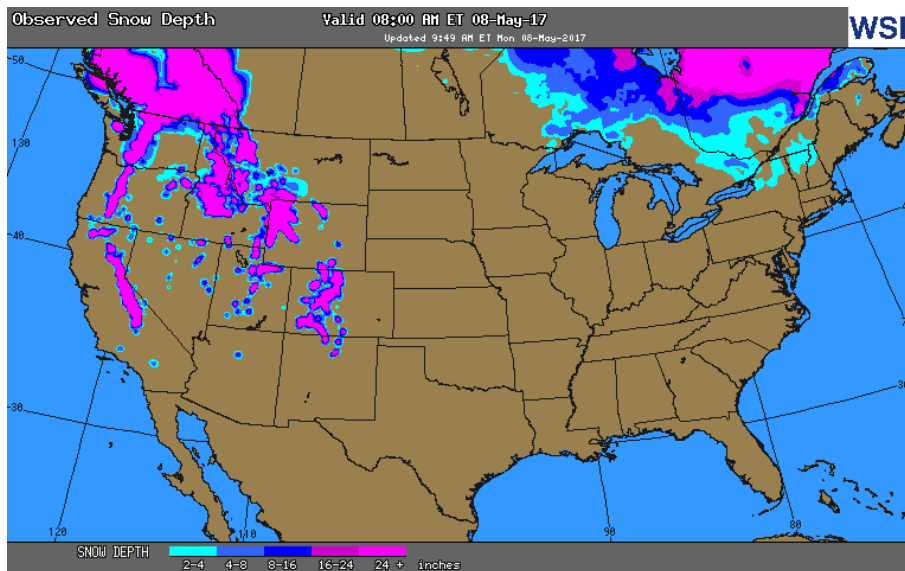 Observed Snow Depth
Valid 08:00 AM ET 08-May-17
WSI
Updated 9:49 AM ET Mon 08-May-2017
50
130
40
30
30
120
110
90
80
SNOW DEPTH
2-4 4-8 8-16 16-24 24 + inches